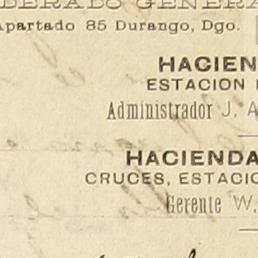 DERADO GENERA
Apartado 85 Durango, Dgo.
HACIEN
ESTACION
Administrador J. A
HACIENDA
CRUCES, ESTACIO
Gerente W.